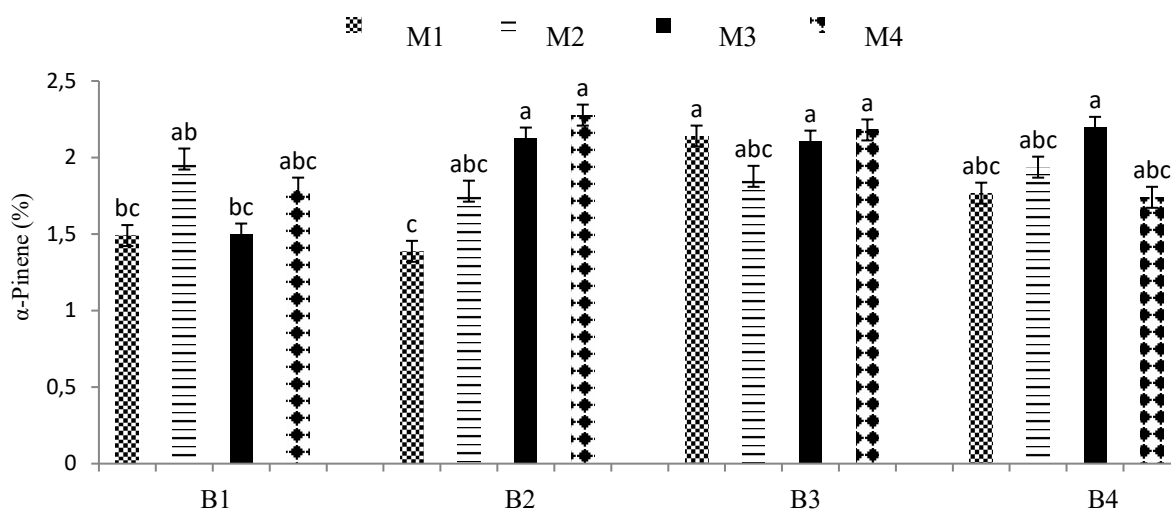 M1 M2 M3 M4
α-Pinene (%)
2,5
2
1,5
1
0,5
0
bc ab bc abc
c abc a a
a abc a a
abc abc a abc
B1 B2 B3 B4